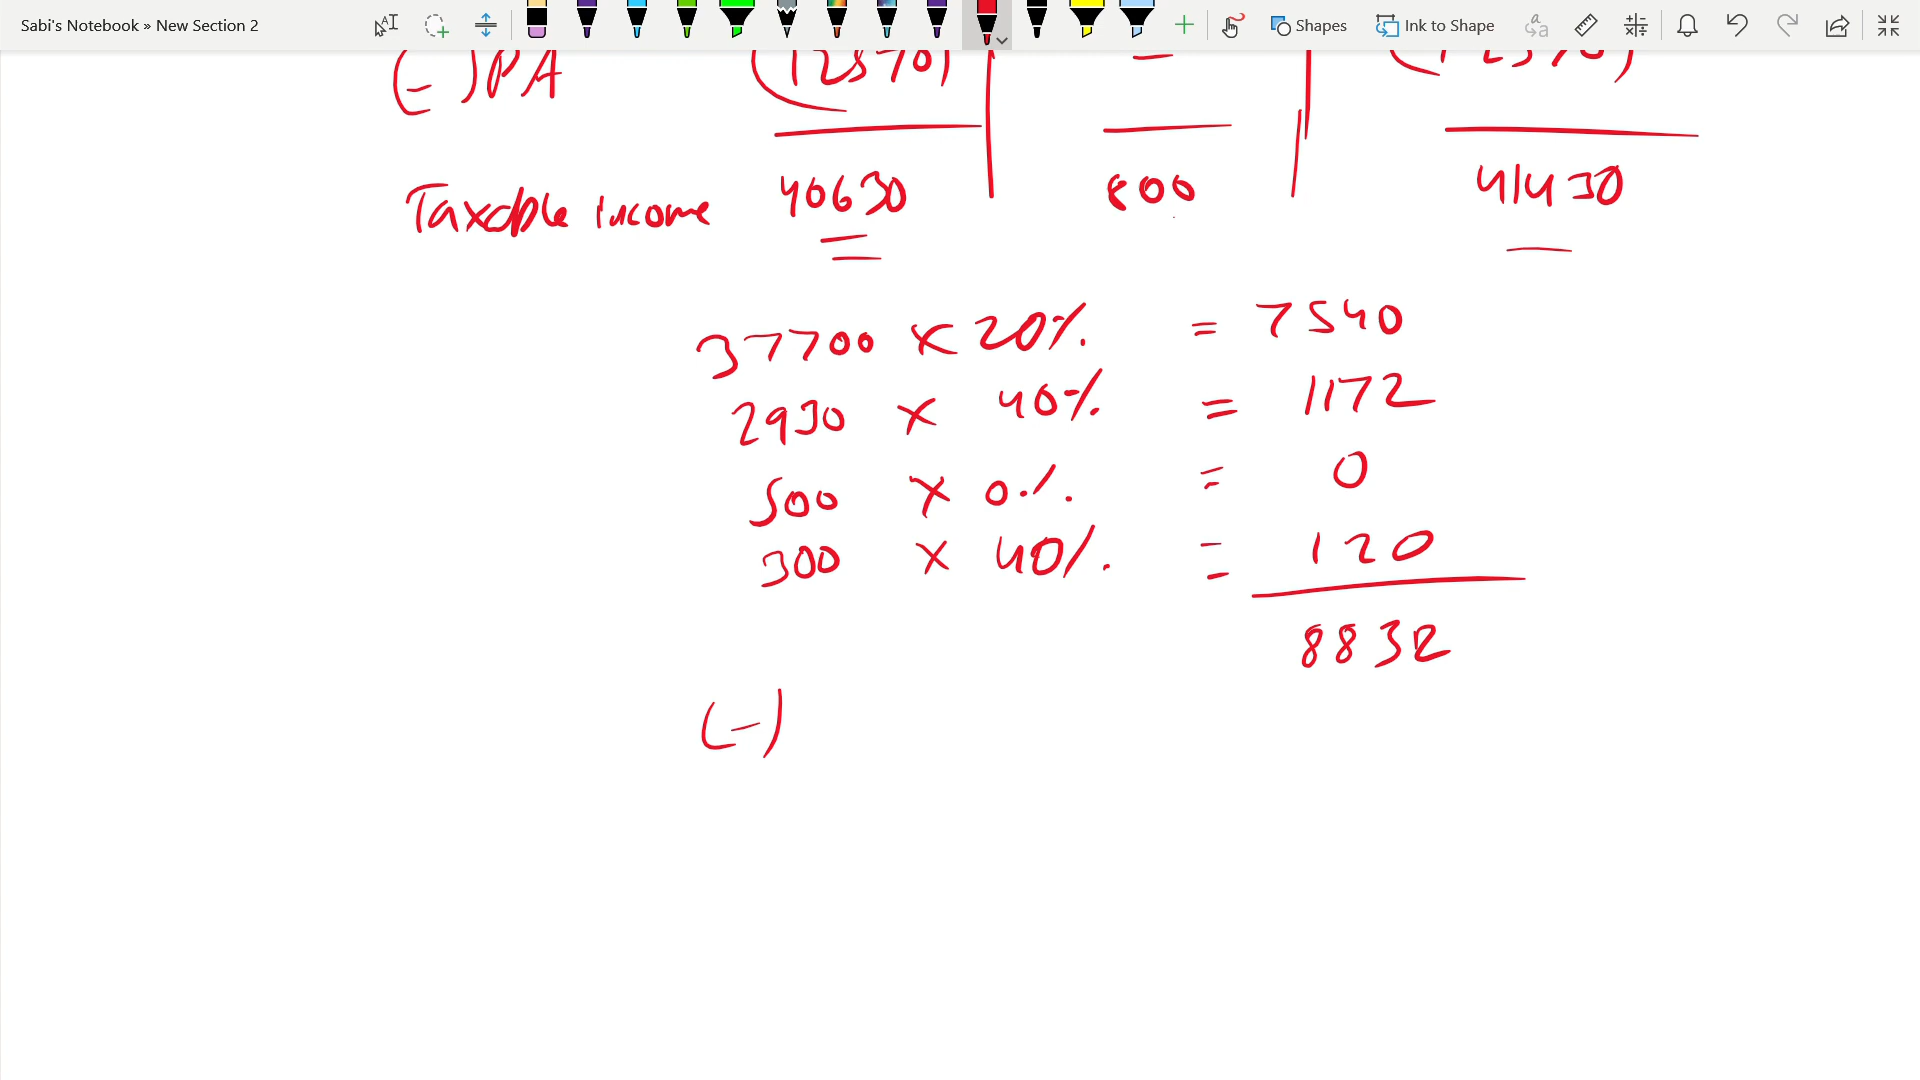 Sabi's Notebook » New Section 2 Shapes Ink to Shape
(-) PA (12570) - (12570)
Taxable income 40630 800 41430
37700 x 20% = 7540
2930 x 40% = 1172
500 x 0% = 0
300 x 40% = 120
8832
(-)